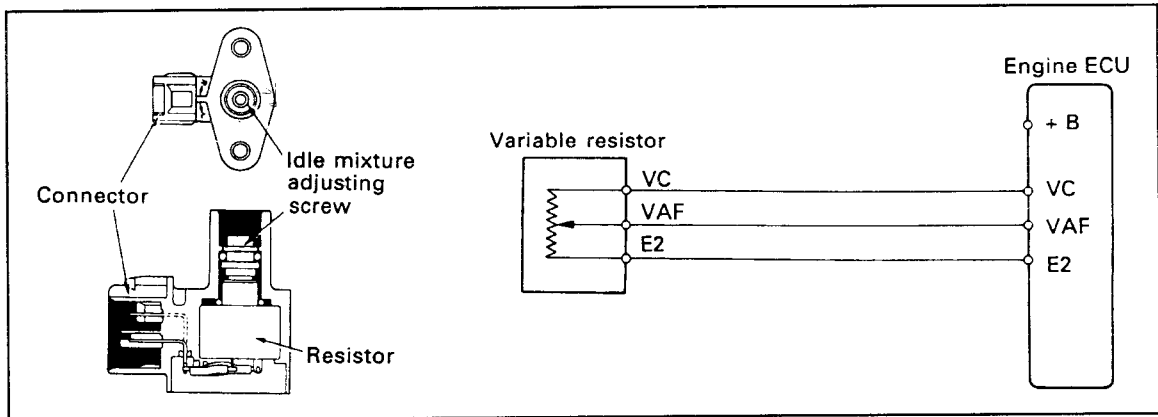 Connector
Idle mixture
adjusting
screw
Resistor
Variable resistor
VC
VAF
E2
Engine ECU
+ B
VC
VAF
E2